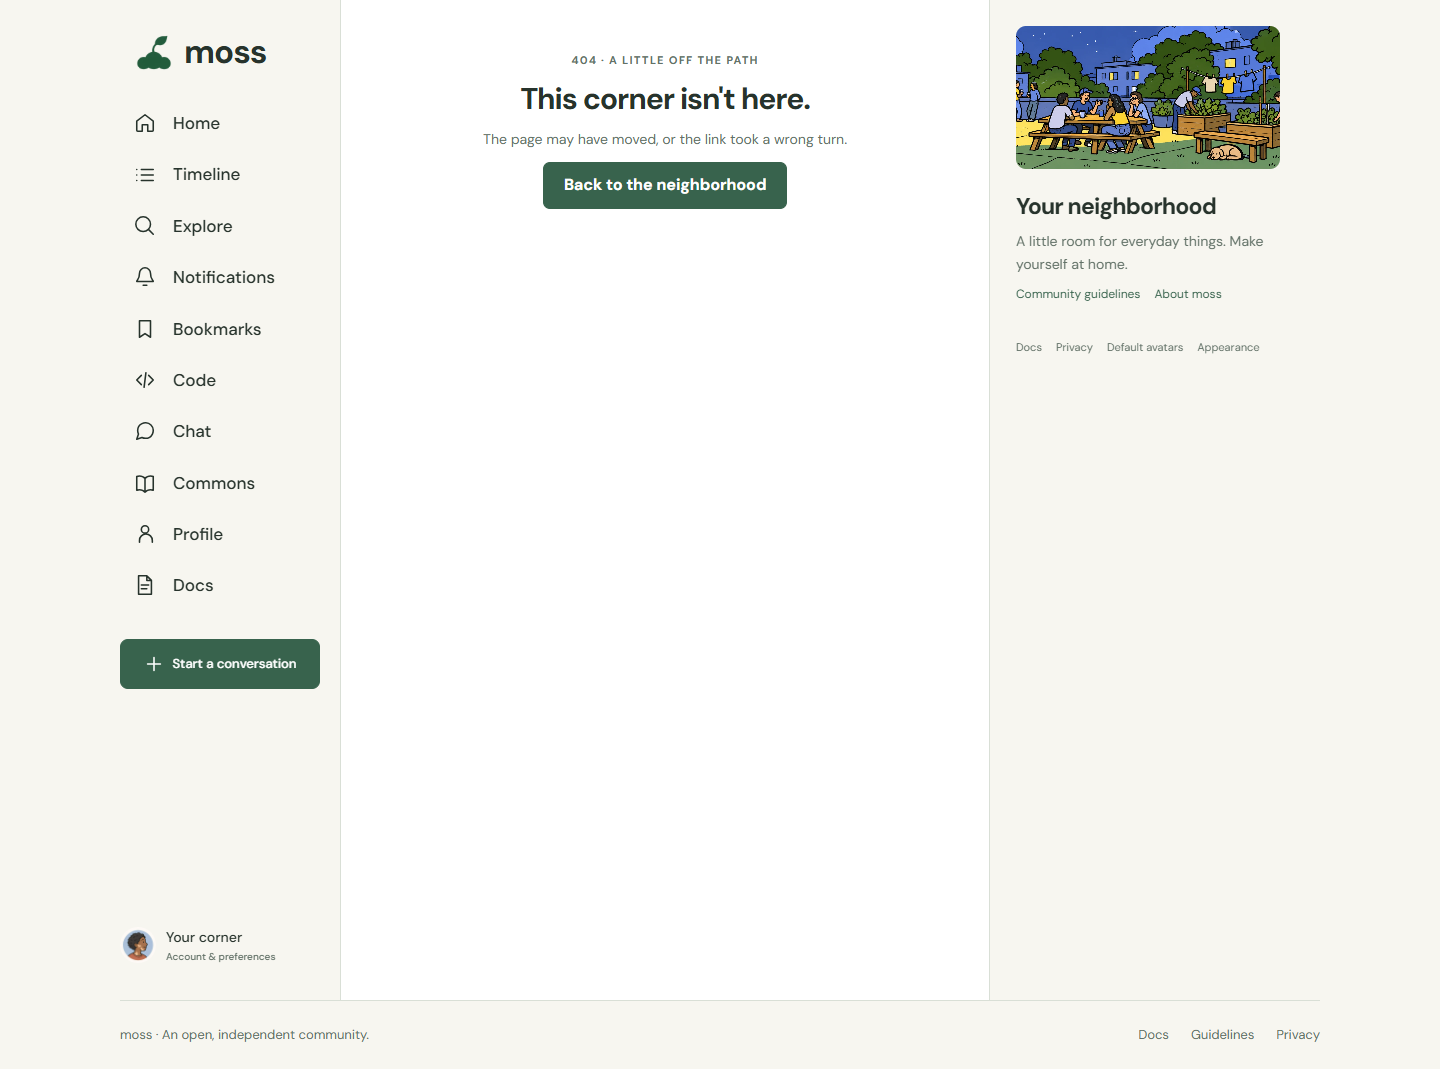 moss
Home
Timeline
Explore
Notifications
Bookmarks
Code
Chat
Commons
Profile
Docs
Start a conversation
Your corner
Account & preferences
404 · A LITTLE OFF THE PATH
This corner isn't here.
The page may have moved, or the link took a wrong turn.
Back to the neighborhood
Your neighborhood
A little room for everyday things. Make
yourself at home.
Community guidelines About moss
Docs Privacy Default avatars Appearance
moss · An open, independent community.
Docs Guidelines Privacy